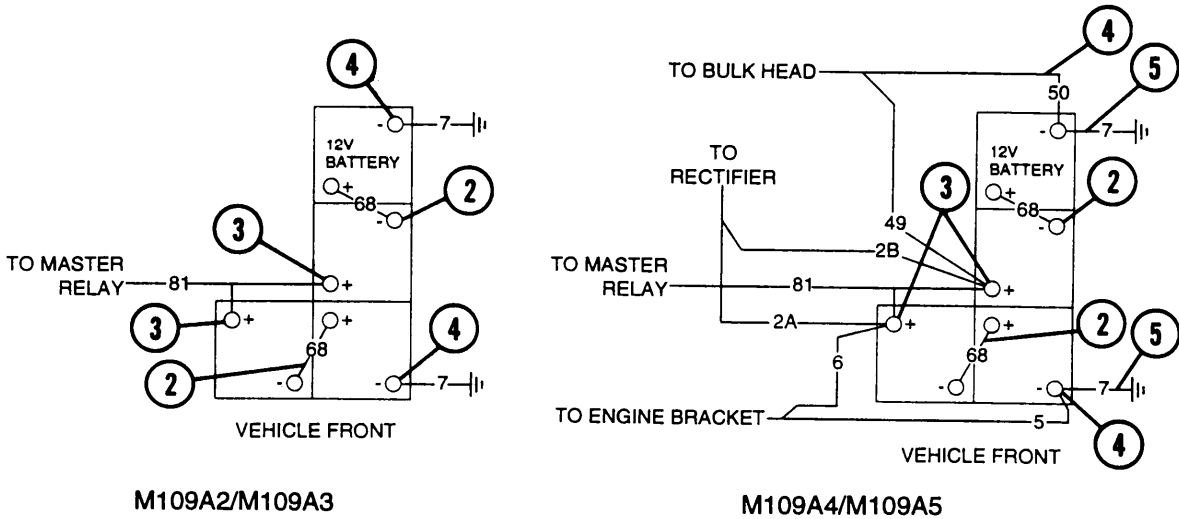 4
- 7
12V
BATTERY
+
68
-
2
3
TO MASTER
RELAY
81
+
3
+
+
4
68
2
-
- 7
VEHICLE FRONT
M109A2/M109A3
4
TO BULK HEAD
5
50
- 7
TO
RECTIFIER
12V
BATTERY
3
2
+
68
-
49
2B
TO MASTER
RELAY
81
+
2
2A
+
+
5
68
6
-
- 7
TO ENGINE BRACKET
5
4
VEHICLE FRONT
M109A4/M109A5